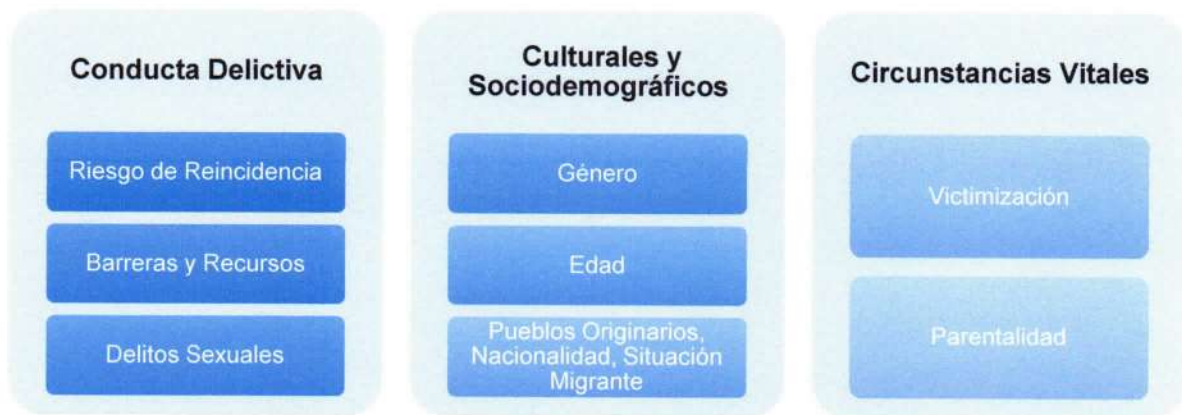 Conducta Delictiva
Riesgo de Reincidencia
Barreras y Recursos
Delitos Sexuales
Culturales y
Sociodemográficos
Género
Edad
Pueblos Originarios,
Nacionalidad, Situación
Migrante
Circunstancias Vitales
Victimización
Parentalidad